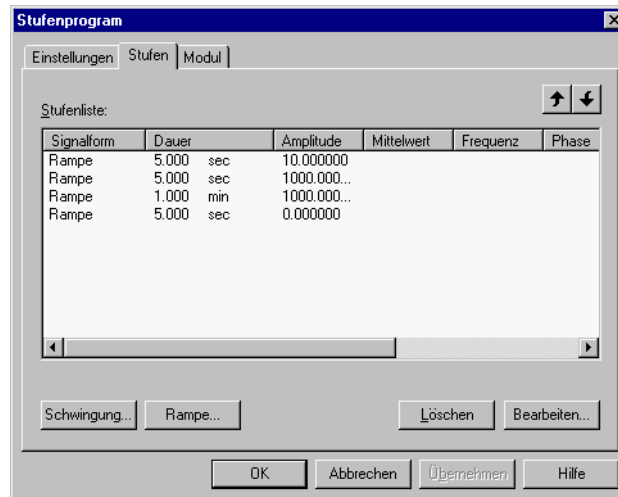 Stufenprogram
Einstellungen Stufen Modul
Stufenliste:
Signalform Dauer Amplitude Mittelwert Frequenz Phase
Rampe 5.000 sec 10.000000
Rampe 5.000 sec 1000.000...
Rampe 1.000 min 1000.000...
Rampe 5.000 sec 0.000000
Schwingung... Rampe... Löschen Bearbeiten...
OK Abbrechen Übernehmen Hilfe